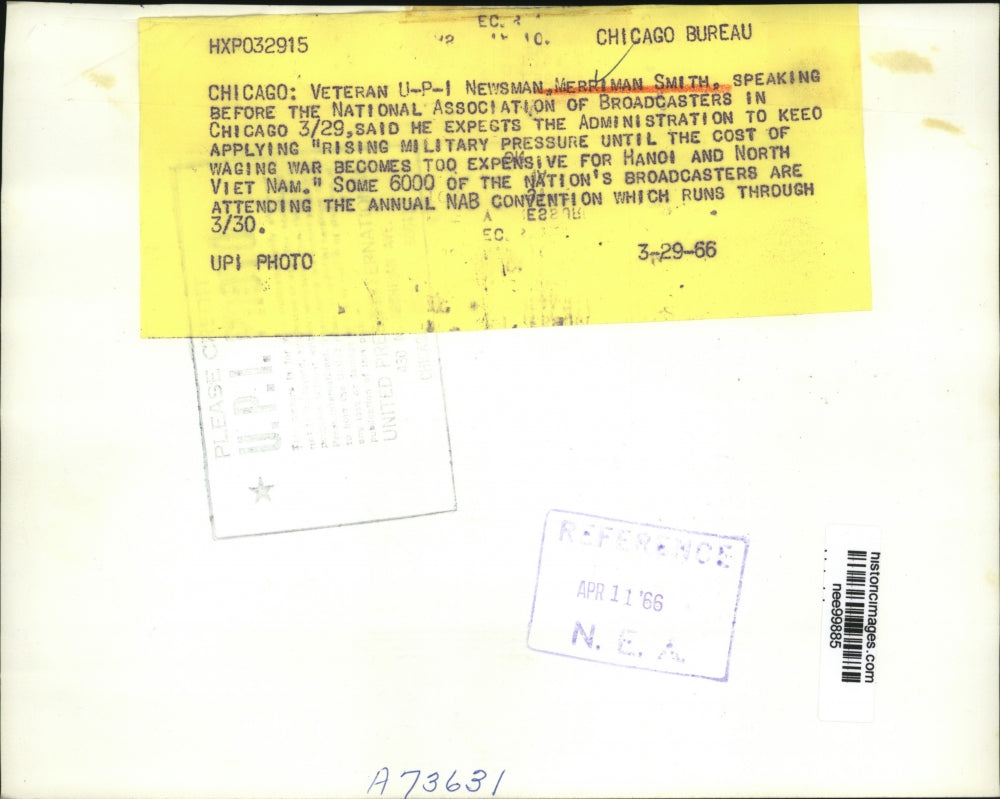 HXP032915
CHICAGO BUREAU
CHICAGO: VETERAN U-P-I NEWSMAN, MERRIMAN SMITH, SPEAKING
BEFORE THE NATIONAL ASSOCIATION OF BROADCASTERS IN
CHICAGO 3/29,SAID HE EXPECTS THE ADMINISTRATION TO KEEO
APPLYING "RISING MILITARY PRESSURE UNTIL THE COST OF
WAGING WAR BECOMES TOO EXPENSIVE FOR HANOI AND NORTH
VIET NAM." SOME 6000 OF THE NATION'S BROADCASTERS ARE
ATTENDING THE ANNUAL NAB CONVENTION WHICH RUNS THROUGH
3/30.
UPI PHOTO
3-29-66
PLEASE
U.P.I.
UNITED
REFERENCE
APR 11 '66
N. E. A.
historicimages.com
nee99885
A73631